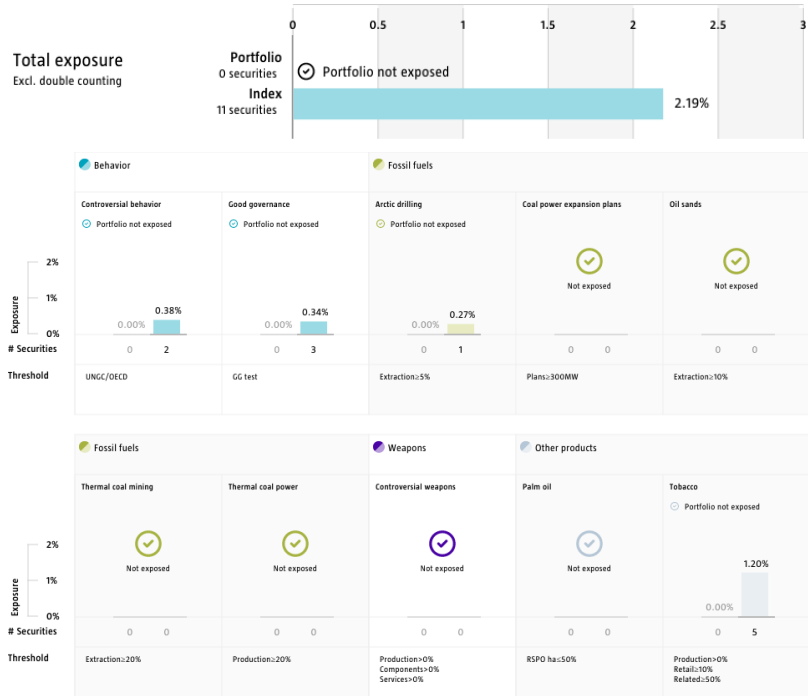 0 0.5 1 1.5 2 2.5 3
Total exposure
Excl. double counting
Portfolio
0 securities
Portfolio not exposed
Index
11 securities
2.19%
Behavior
Fossil fuels
Controversial behavior
Good governance
Arctic drilling
Coal power expansion plans
Oil sands
Portfolio not exposed
Portfolio not exposed
Portfolio not exposed
Not exposed
Not exposed
Exposure
2%
1%
0%
0.00% 0.38%
0.00% 0.34%
0.00% 0.27%
# Securities 0 2 0 3 0 1 0 0 0 0
Threshold UNGC/OECD GG test Extraction≥5% Plans≥300MW Extraction≥10%
Fossil fuels
Weapons
Other products
Thermal coal mining
Thermal coal power
Controversial weapons
Palm oil
Tobacco
Portfolio not exposed
Not exposed
Not exposed
Not exposed
Not exposed
Exposure
2%
1%
0%
0.00% 1.20%
# Securities 0 0 0 0 0 0 0 0 0 5
Threshold Extraction≥20% Production≥20% Production>0% RSPO ha≤50% Production>0%
Components>0% Retail≥10%
Services>0% Related≥50%